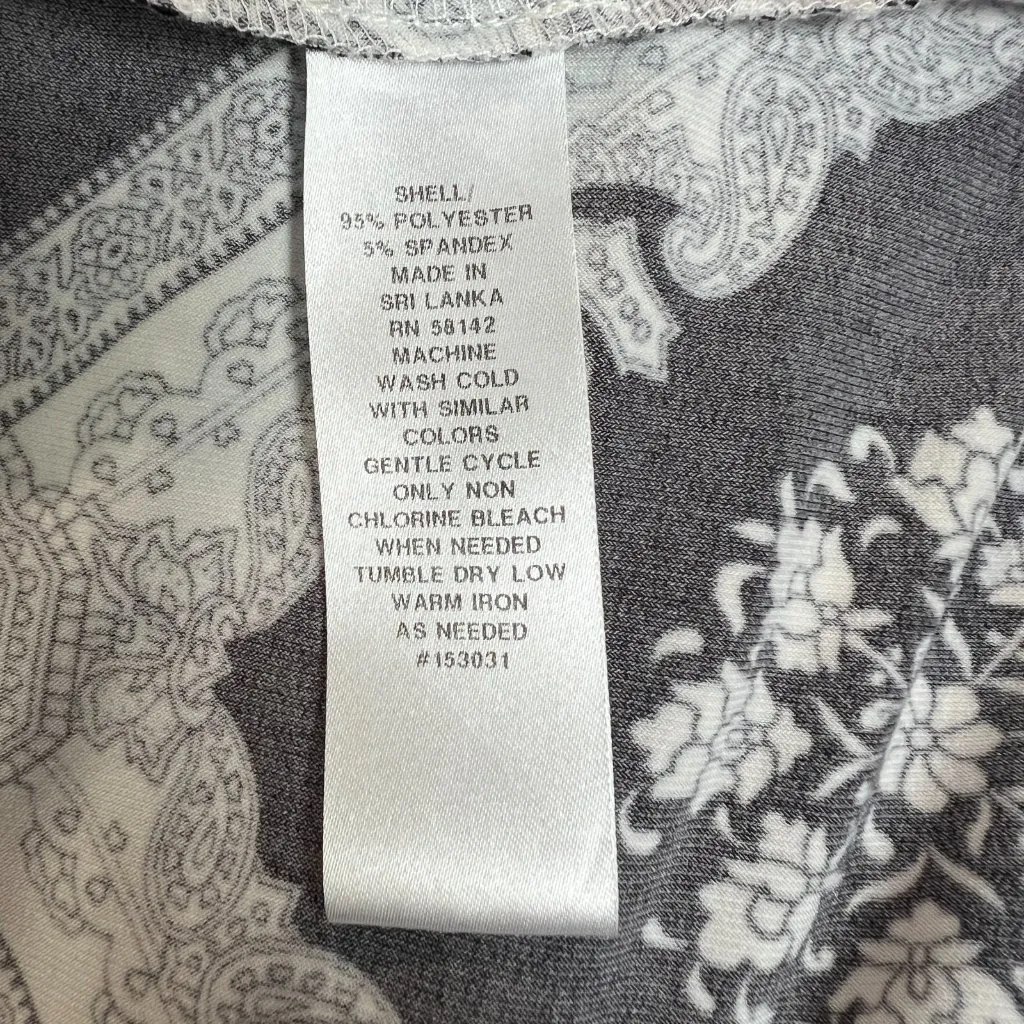 SHELL/
95% POLYESTER
5% SPANDEX
MADE IN
SRI LANKA
RN 58142
MACHINE
WASH COLD
WITH SIMILAR
COLORS
GENTLE CYCLE
ONLY NON
CHLORINE BLEACH
WHEN NEEDED
TUMBLE DRY LOW
WARM IRON
AS NEEDED
#153031